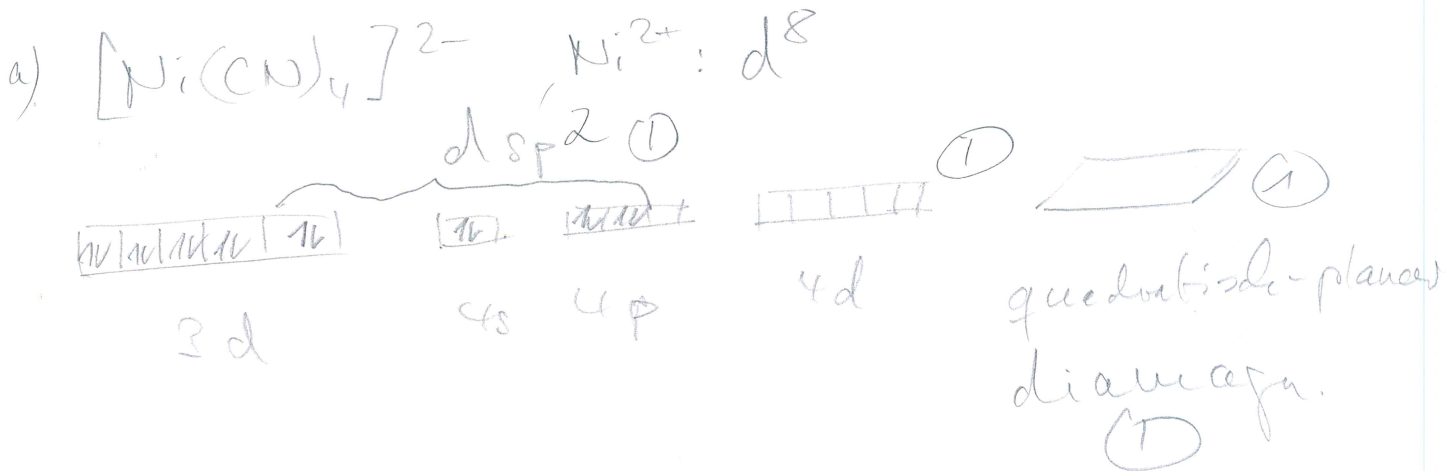 a) [Ni(CN)₄]²⁻, Ni²⁺: d⁸
dsp² ①
① ①
↑↓ ↑↓ ↑↓ ↑↓ ↑↓ ↑↓ ↑↓ ↑↓
3d 4s 4p 4d
quadratisch-planar
diamagn.
①